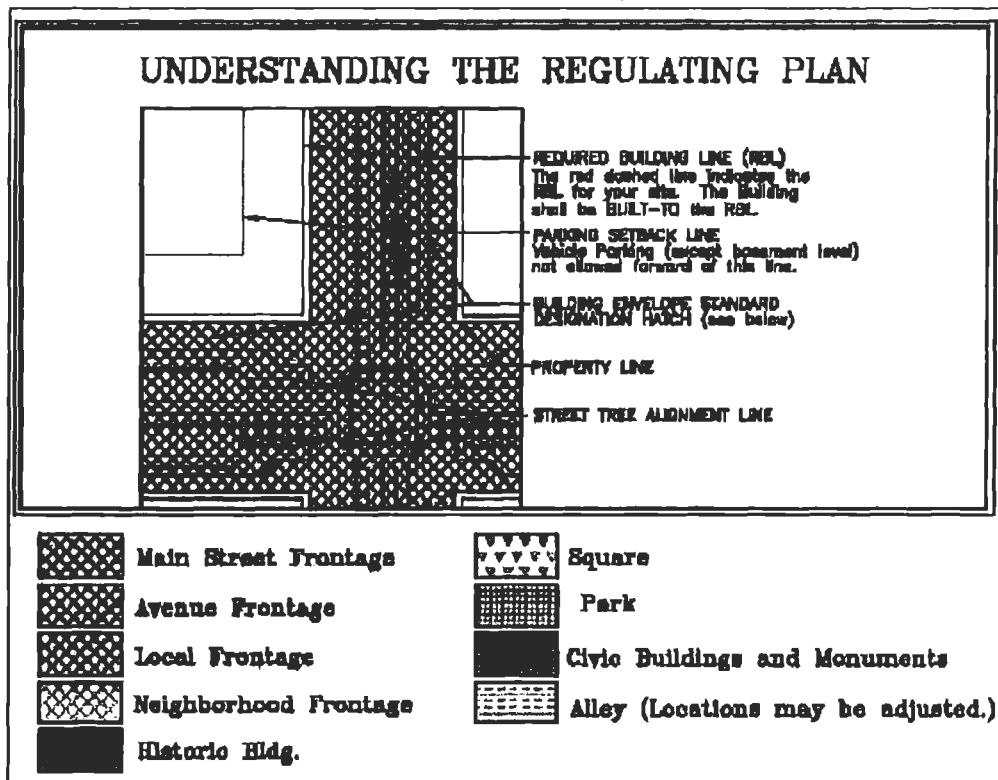 UNDERSTANDING THE REGULATING PLAN
REQUIRED BUILDING LINE (RBL)
The red dashed line indicates the
RBL for your site. The Building
shall be BUILT-TO the RBL.
PARKING SETBACK LINE
Vehicle Parking (except basement level)
not allowed forward of this line.
BUILDING ENVELOPE STANDARD
DESIGNATION HATCH (see below)
PROPERTY LINE
STREET TREE ALIGNMENT LINE
Main Street Frontage
Avenue Frontage
Local Frontage
Neighborhood Frontage
Historic Bldg.
Square
Park
Civic Buildings and Monuments
Alley (Locations may be adjusted.)